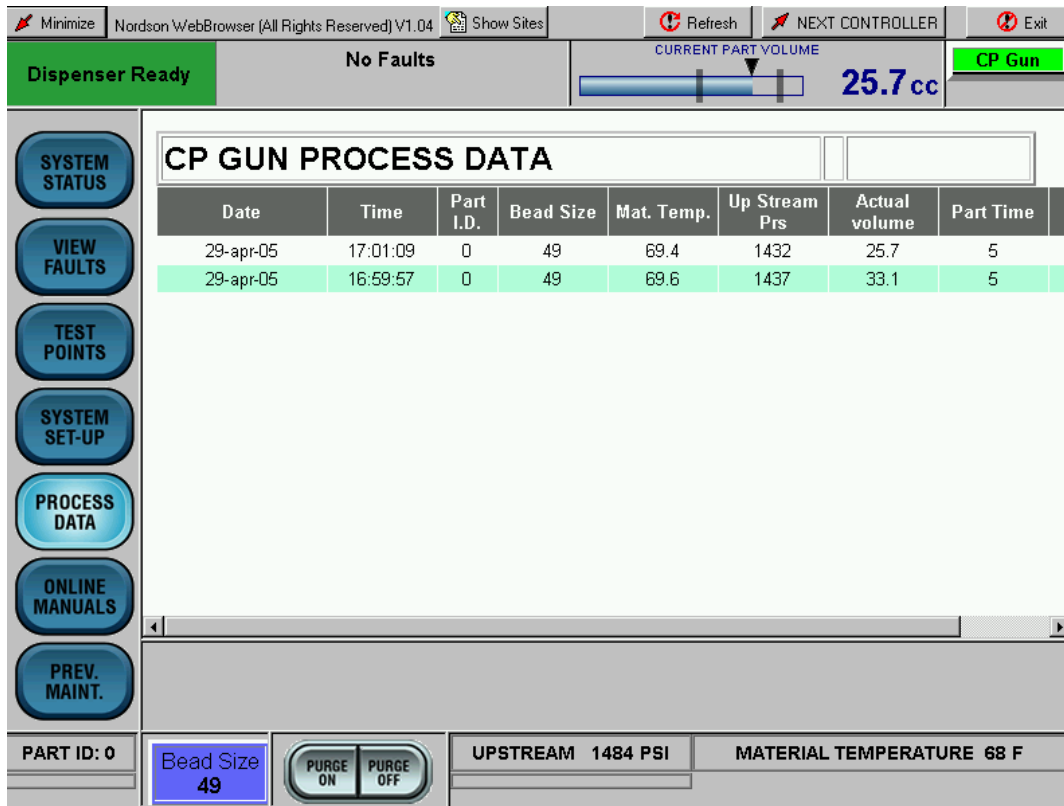 Minimize Nordson WebBrowser (All Rights Reserved) V1.04 Show Sites Refresh NEXT CONTROLLER Exit
Dispenser Ready
No Faults
CURRENT PART VOLUME
25.7 cc
CP Gun
SYSTEM
STATUS
VIEW
FAULTS
TEST
POINTS
SYSTEM
SET-UP
PROCESS
DATA
ONLINE
MANUALS
PREV.
MAINT.
CP GUN PROCESS DATA
Date Time Part I.D. Bead Size Mat. Temp. Up Stream Prs Actual volume Part Time
29-apr-05 17:01:09 0 49 69.4 1432 25.7 5
29-apr-05 16:59:57 0 49 69.6 1437 33.1 5
PART ID: 0
Bead Size
49
PURGE
ON
PURGE
OFF
UPSTREAM 1484 PSI
MATERIAL TEMPERATURE 68 F